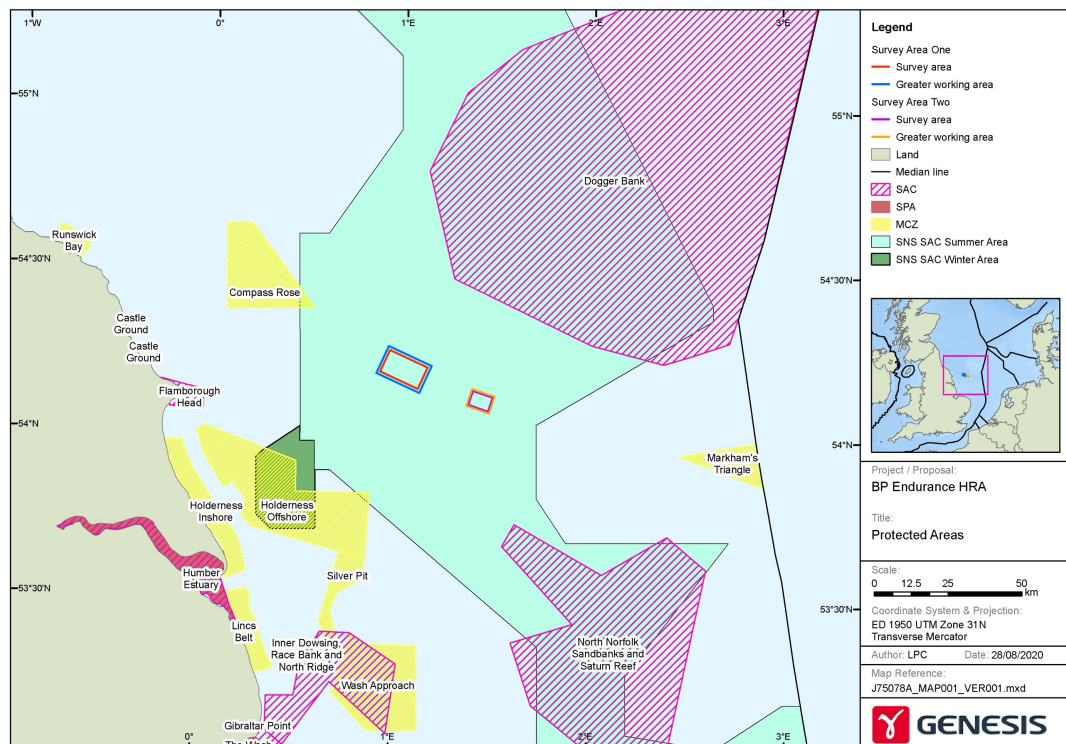 1°W
0°
1°E
2°E
3°E
55°N
55°N
Dogger Bank
Runswick
Bay
54°30'N
54°30'N
Compass Rose
Castle
Ground
Castle
Ground
Flamborough
Head
54°N
54°N
Markham's
Triangle
Holderness
Inshore
Holderness
Offshore
Silver Pit
Humber
Estuary
53°30'N
53°30'N
Lincs
Belt
Inner Dowsing,
Race Bank and
North Ridge
North Norfolk
Sandbanks and
Saturn Reef
Wash Approach
Gibraltar Point
The Wash
0°
1°E
2°E
3°E
Legend
Survey Area One
Survey area
Greater working area
Survey Area Two
Survey area
Greater working area
Land
Median line
SAC
SPA
MCZ
SNS SAC Summer Area
SNS SAC Winter Area
Project / Proposal:
BP Endurance HRA
Title:
Protected Areas
Scale:
0 12.5 25 50
km
Coordinate System & Projection:
ED 1950 UTM Zone 31N
Transverse Mercator
Author: LPC Date: 28/08/2020
Map Reference:
J75078A_MAP001_VER001.mxd
GENESIS